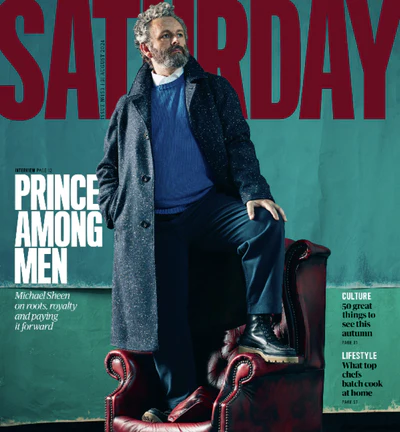 SATURDAY
PRINCE
AMONG
MEN
Michael Sheen
on roots, royalty
and paying
it forward
CULTURE
50 great
things to
see this
autumn
LIFESTYLE
What top
chefs
batch cook
at home